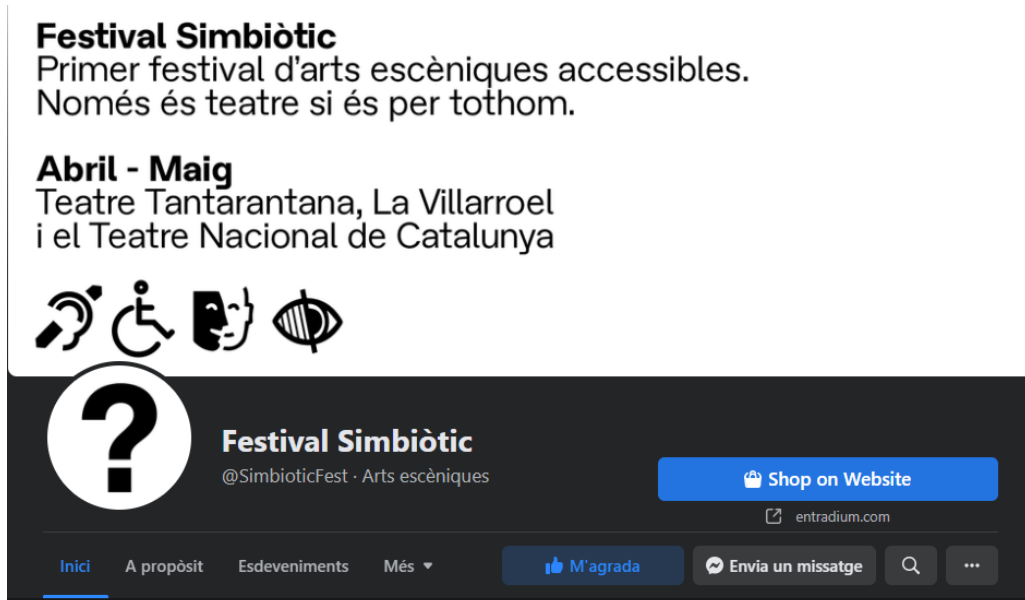 Festival Simbiòtic
Primer festival d'arts escèniques accessibles.
Només és teatre si és per tothom.
Abril - Maig
Teatre Tantarantana, La Villarroel
i el Teatre Nacional de Catalunya
?
Festival Simbiòtic
@SimbioticFest · Arts escèniques
Shop on Website
entradium.com
Inici A propòsit Esdeveniments Més M'agrada Envia un missatge